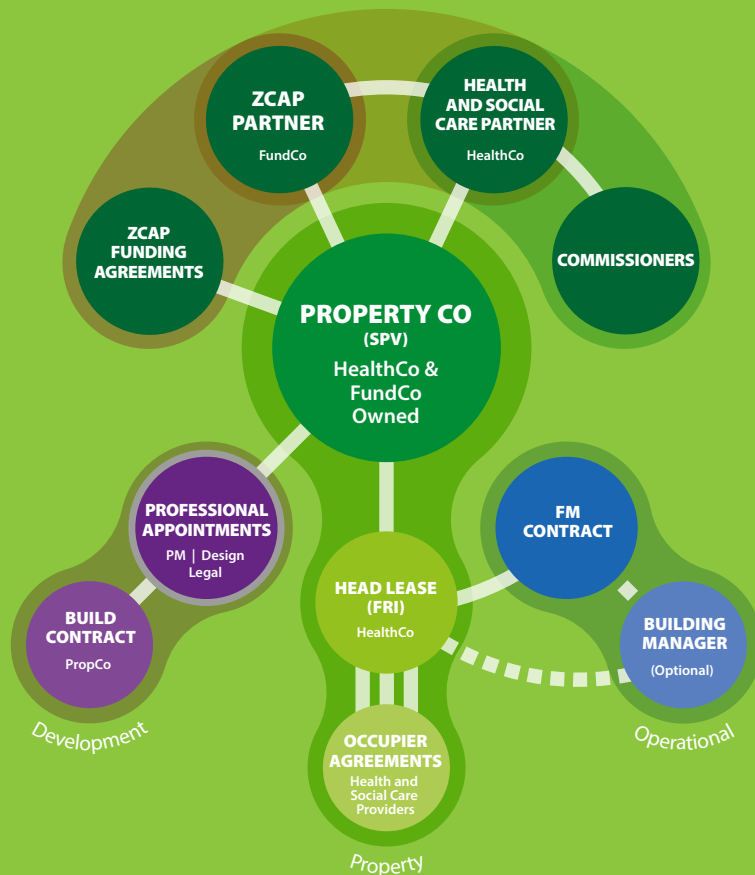 ZCAP
PARTNER
FundCo
HEALTH
AND SOCIAL
CARE PARTNER
HealthCo
ZCAP
FUNDING
AGREEMENTS
COMMISSIONERS
PROPERTY CO
(SPV)
HealthCo &
FundCo
Owned
PROFESSIONAL
APPOINTMENTS
PM | Design
Legal
FM
CONTRACT
HEAD LEASE
(FRI)
HealthCo
BUILD
CONTRACT
PropCo
BUILDING
MANAGER
(Optional)
Development
Operational
OCCUPIER
AGREEMENTS
Health and
Social Care
Providers
Property